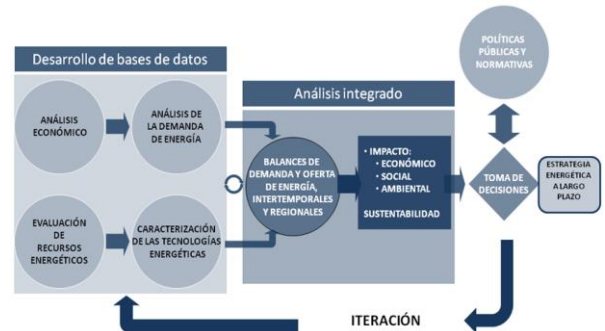 Desarrollo de bases de datos
ANÁLISIS
ECONÓMICO
ANÁLISIS DE
LA DEMANDA
DE ENERGÍA
EVALUACIÓN
DE
RECURSOS
ENERGÉTICOS
CARACTERIZACIÓN
DE LAS TECNOLOGÍAS
ENERGÉTICAS
Análisis integrado
BALANCES DE
DEMANDA Y OFERTA
DE ENERGÍA,
INTERTEMPORALES
Y REGIONALES
• IMPACTO:
• ECONÓMICO
• SOCIAL
• AMBIENTAL
SUSTENTABILIDAD
POLÍTICAS
PÚBLICAS Y
NORMATIVAS
TOMA DE
DECISIONES
ESTRATEGIA
ENERGÉTICA
A LARGO
PLAZO
ITERACIÓN